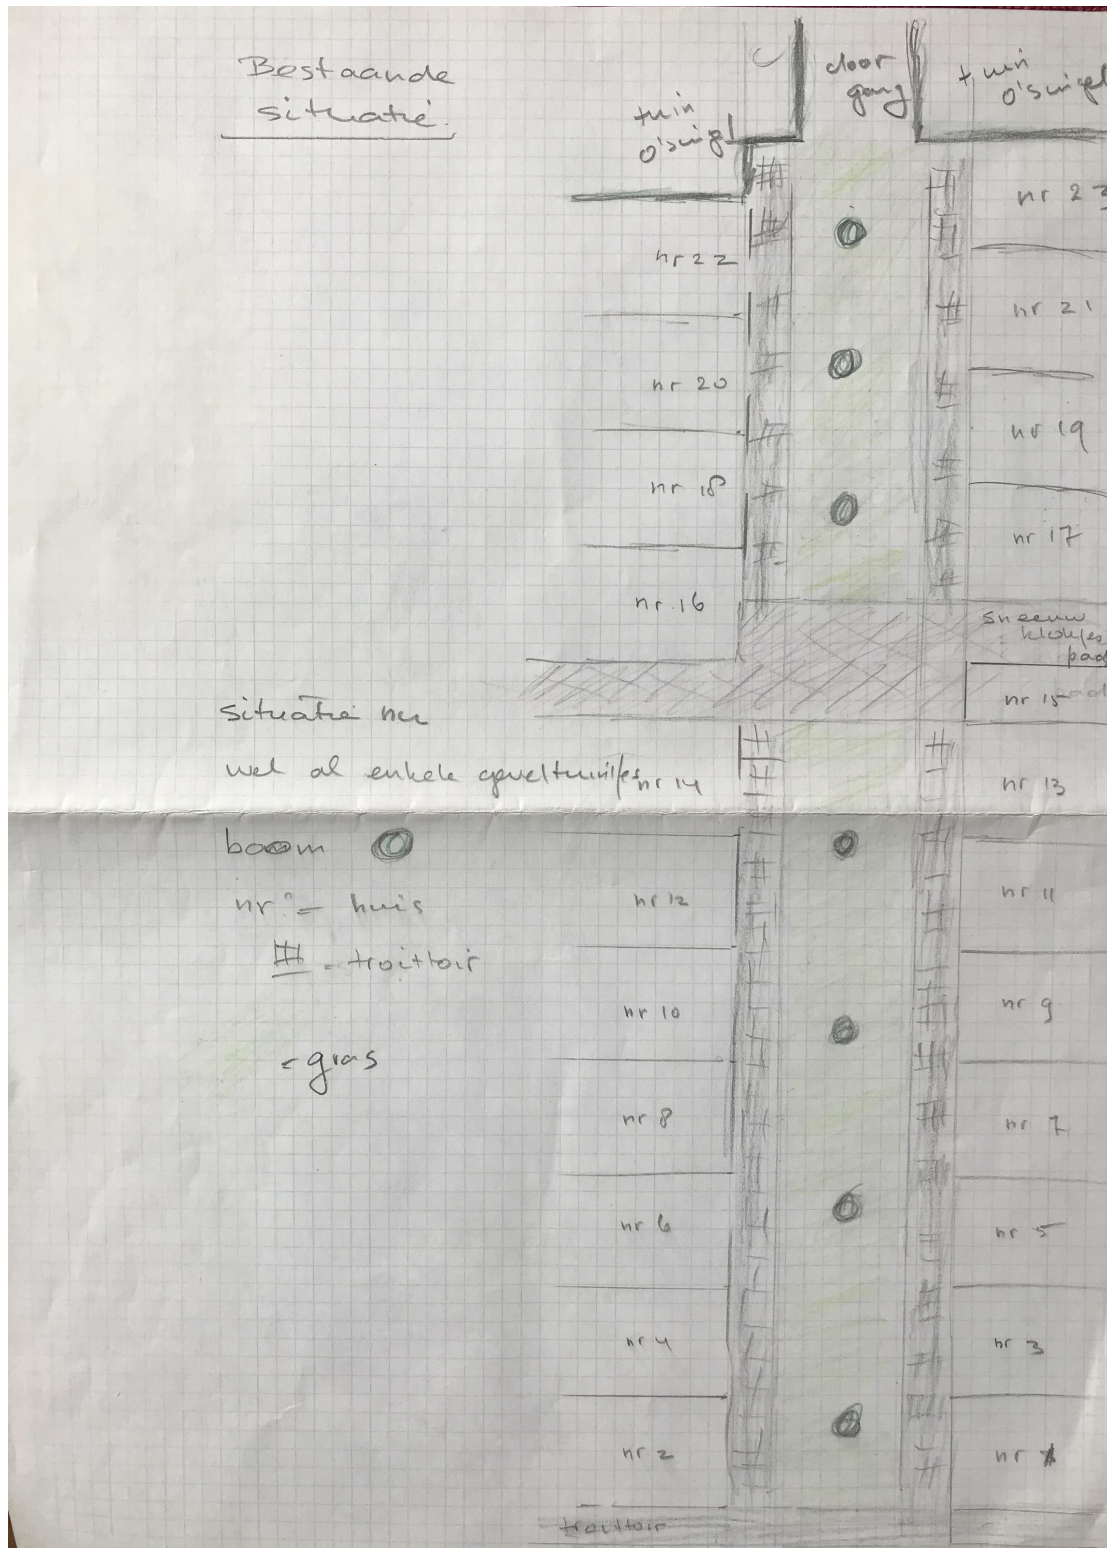 Bestaande
situatie.
door
gang
tuin
o'singel
tuin
o'singel
nr 23
nr 22
nr 21
nr 20
nr 19
nr 18
nr 17
nr. 16
sneeuw
klokjes
pad
nr 15
situatie nu
wel al enkele geveltuintjes
nr 14
nr 13
boom
nr = huis
nr 12
nr 11
= troittoir
nr 10
nr 9
= gras
nr 8
nr 7
nr 6
nr 5
nr 4
nr 3
nr 2
nr 1
troittoir